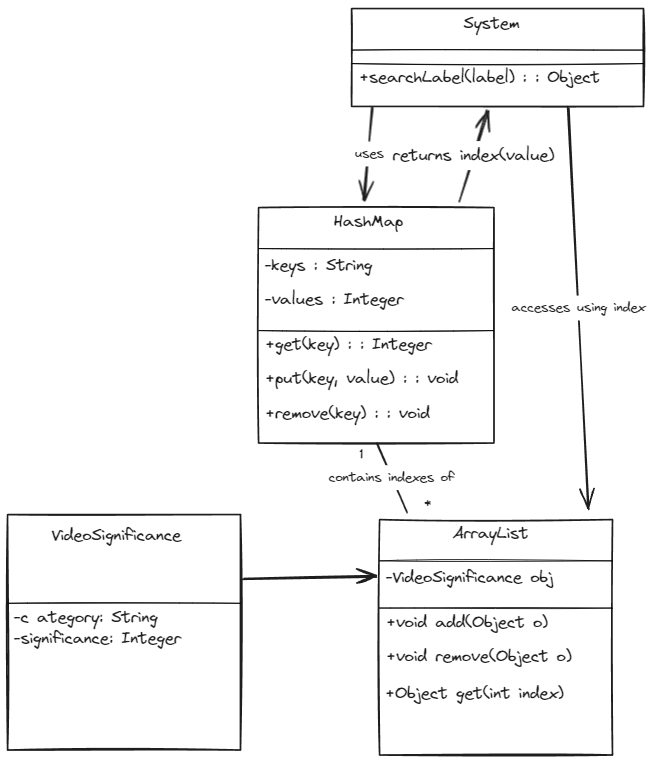 System
+searchLabel(label) : : Object
uses
returns index(value)
HashMap
-keys : String
-values : Integer
accesses using index
+get(key) : : Integer
+put(key, value) : : void
+remove(key) : : void
1
contains indexes of
*
VideoSignificance
-c ategory: String
-significance: Integer
ArrayList
-VideoSignificance obj
+void add(Object o)
+void remove(Object o)
+Object get(int index)